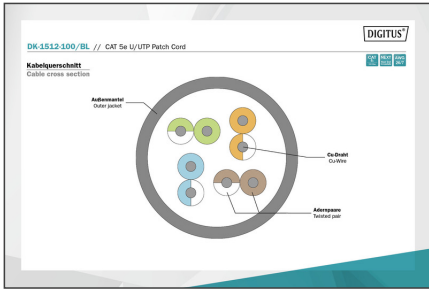 DIGITUS®
DK-1512-100/BL // CAT 5e U/UTP Patch Cord
Kabelquerschnitt
Cable cross section
Außenmantel
Outer jacket
Cu-Draht
Cu-Wire
Aderspaare
Twisted pair